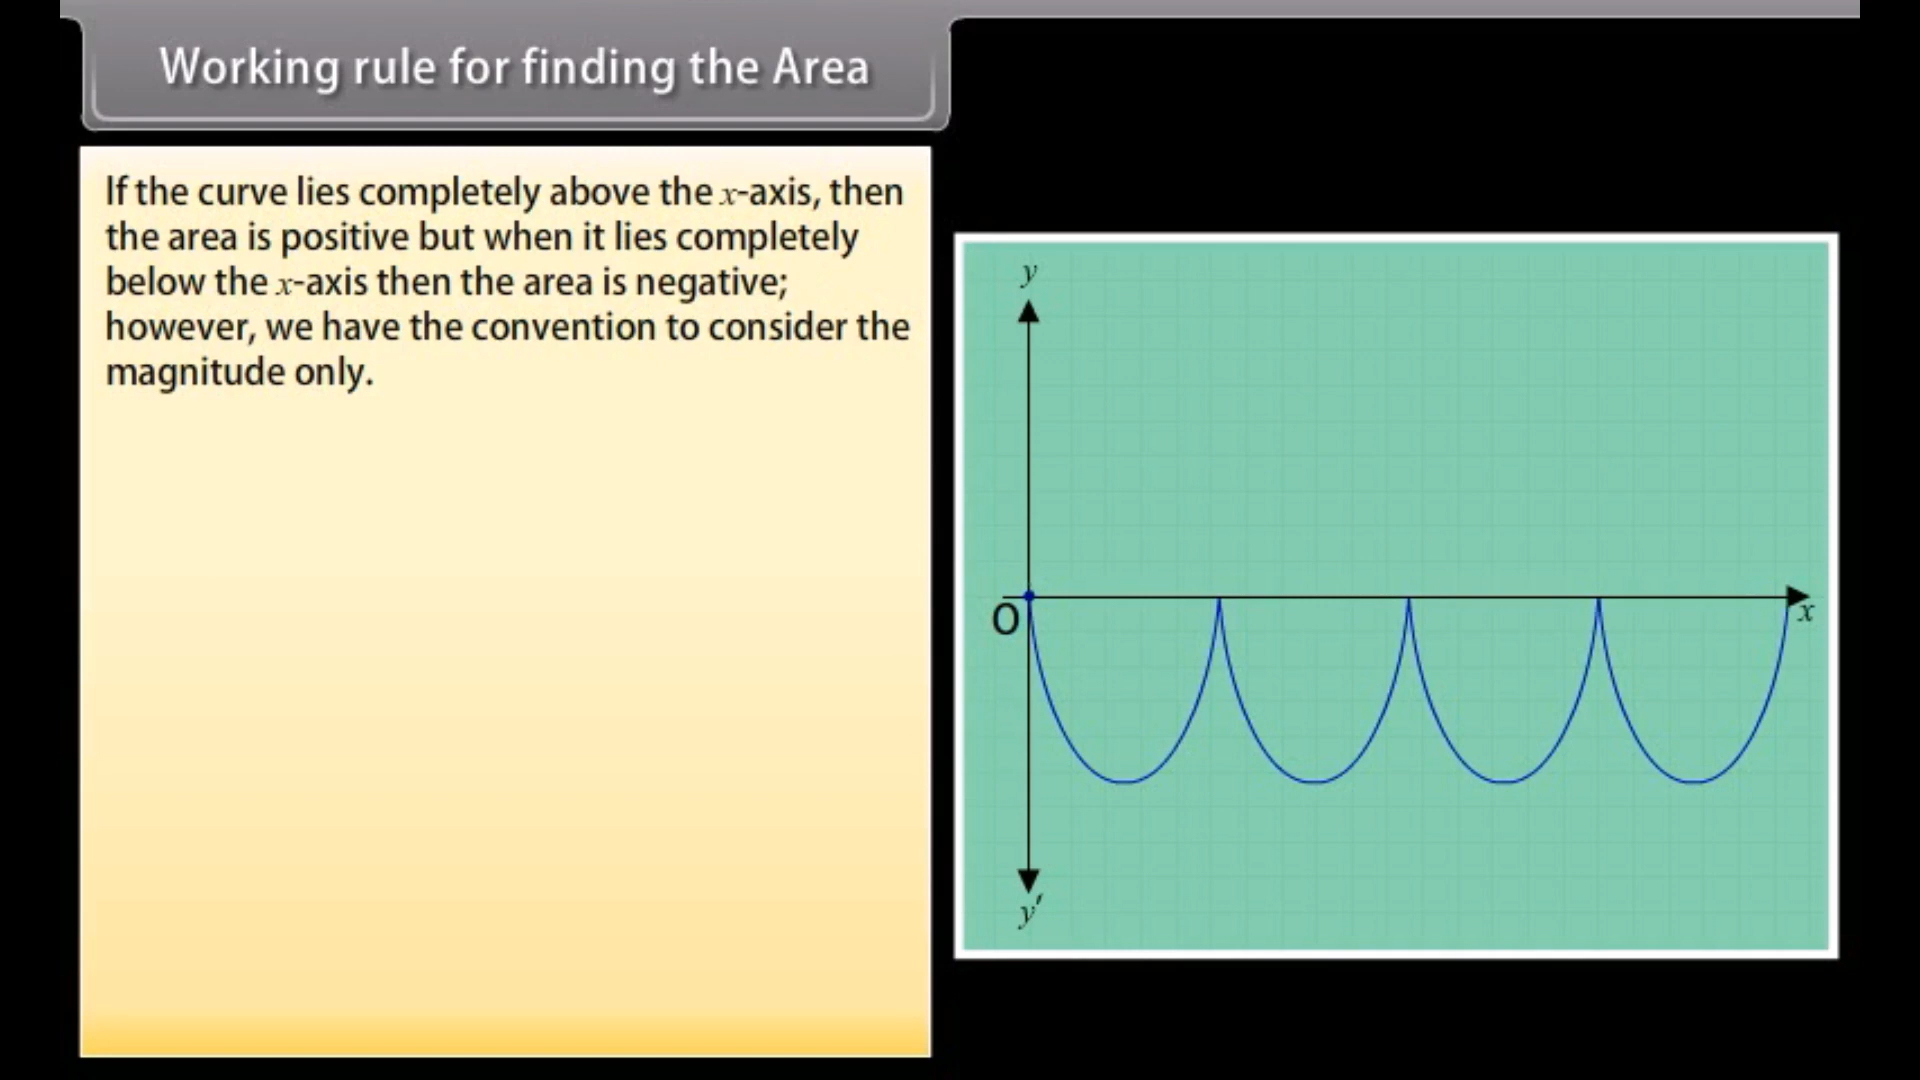 Working rule for finding the Area
If the curve lies completely above the x-axis, then
the area is positive but when it lies completely
below the x-axis then the area is negative;
however, we have the convention to consider the
magnitude only.
y
O
x
y'